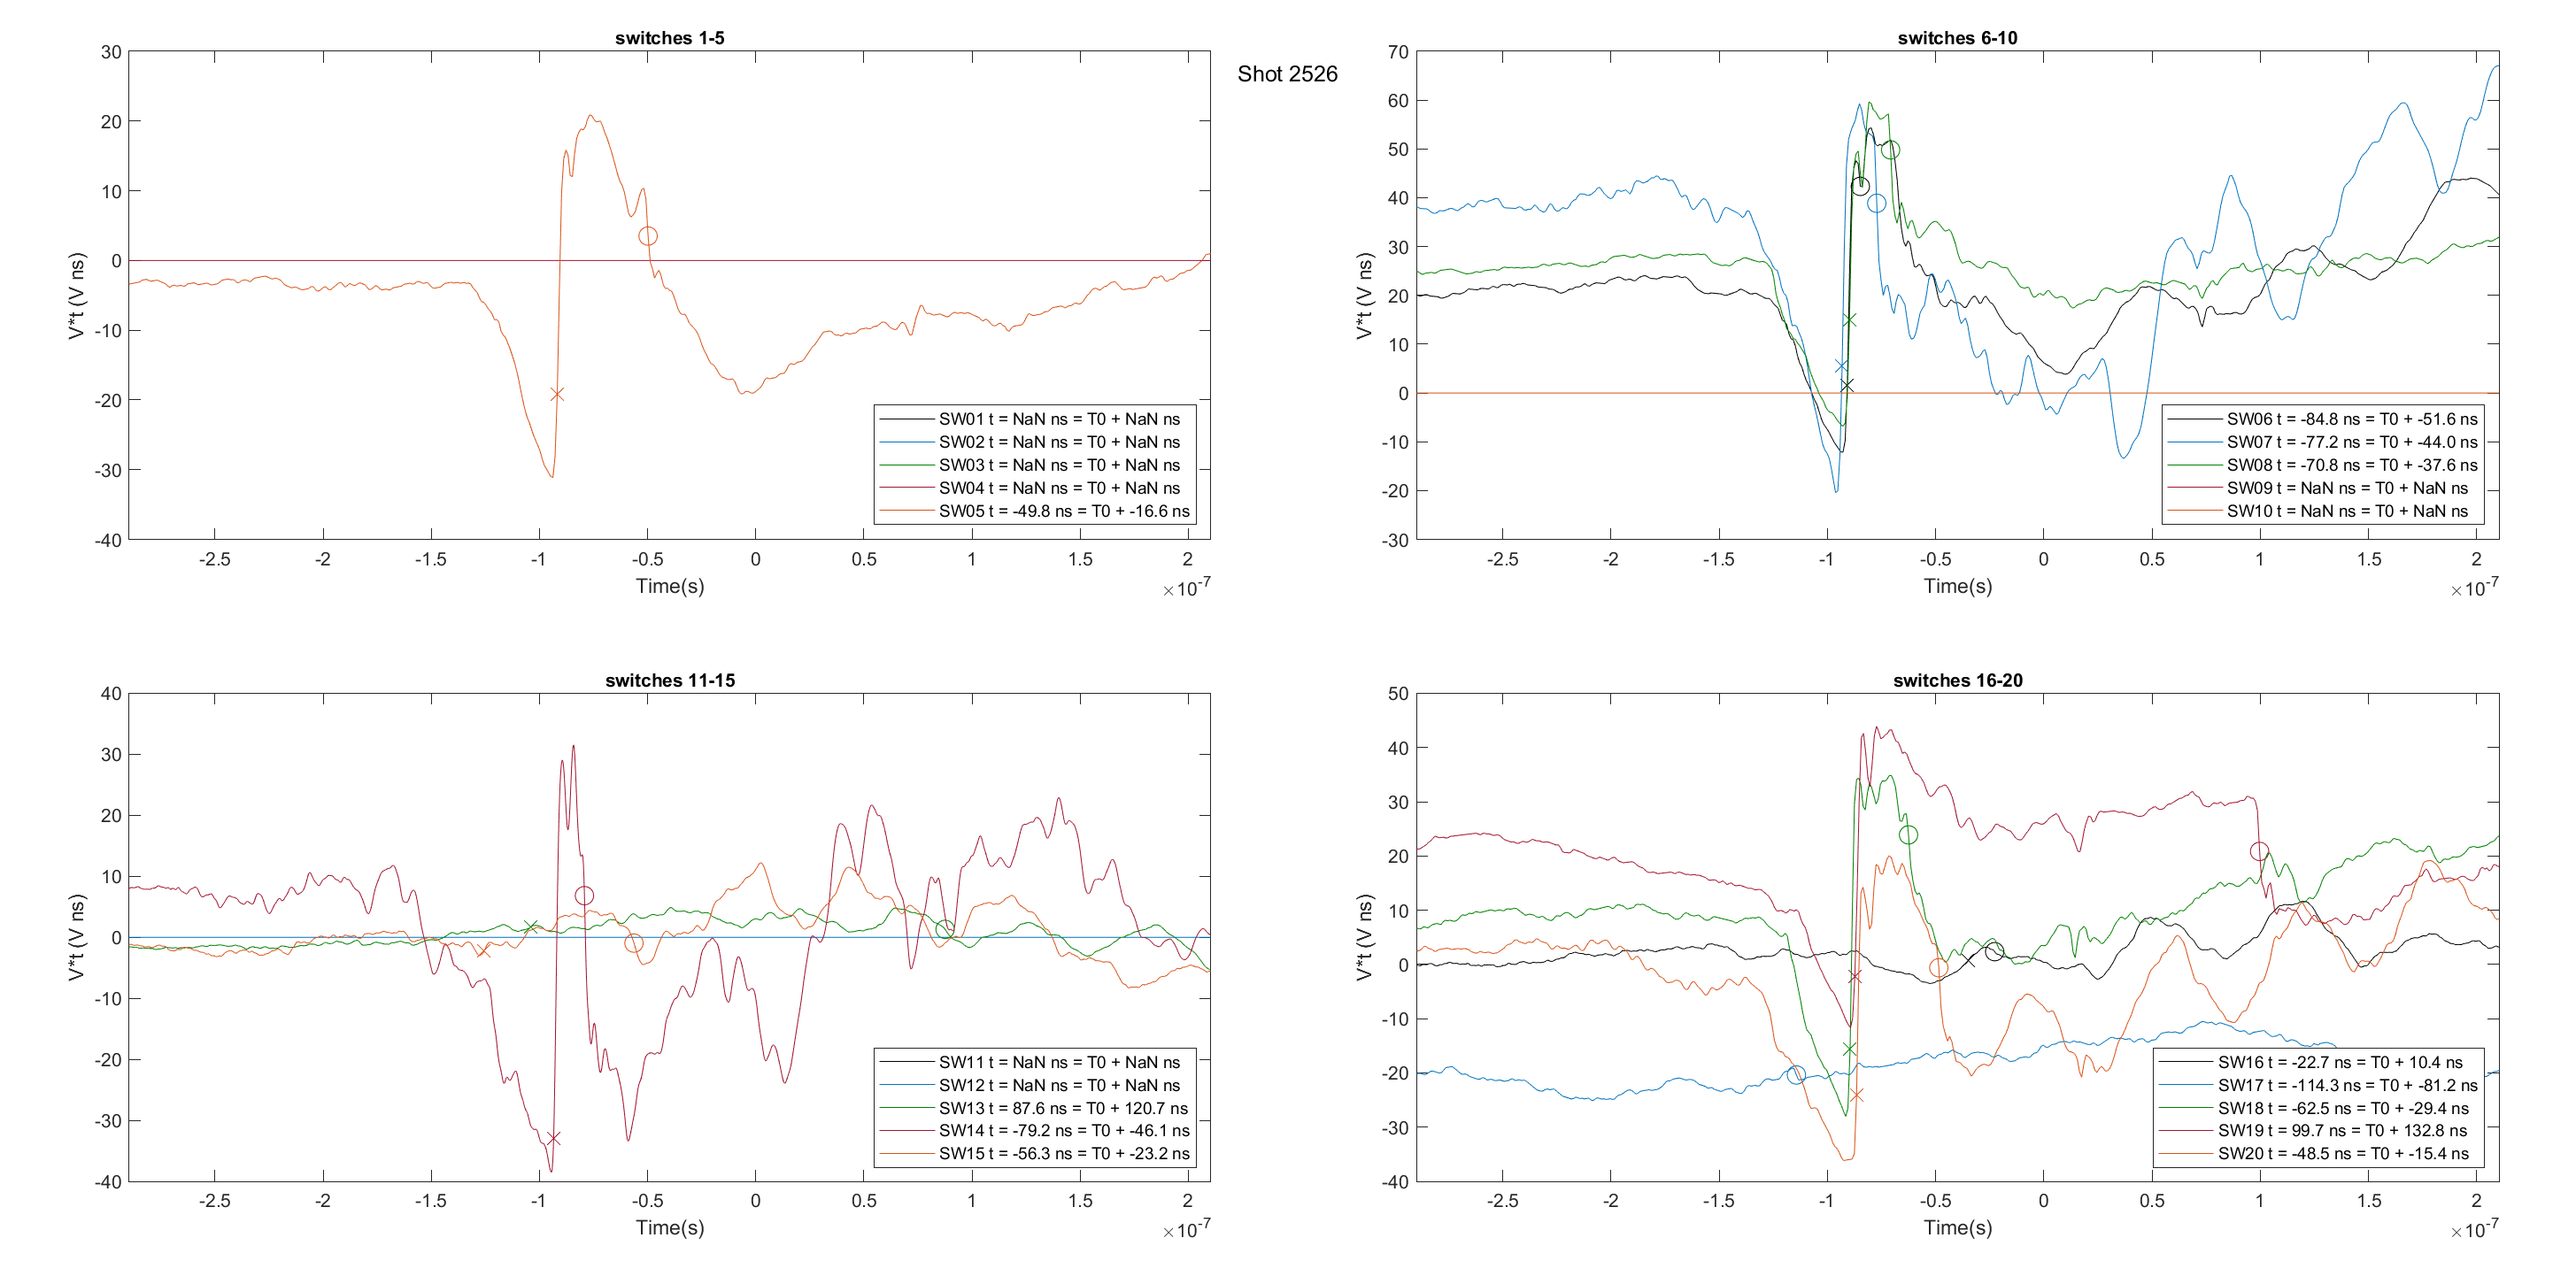 Shot 2526
switches 1-5
30
20
10
0
-10
-20
-30
-40
V*t (V ns)
-2.5 -2 -1.5 -1 -0.5 0 0.5 1 1.5 2
Time(s)
×10-7
SW01 t = NaN ns = T0 + NaN ns
SW02 t = NaN ns = T0 + NaN ns
SW03 t = NaN ns = T0 + NaN ns
SW04 t = NaN ns = T0 + NaN ns
SW05 t = -49.8 ns = T0 + -16.6 ns
switches 6-10
70
60
50
40
30
20
10
0
-10
-20
-30
V*t (V ns)
-2.5 -2 -1.5 -1 -0.5 0 0.5 1 1.5 2
Time(s)
×10-7
SW06 t = -84.8 ns = T0 + -51.6 ns
SW07 t = -77.2 ns = T0 + -44.0 ns
SW08 t = -70.8 ns = T0 + -37.6 ns
SW09 t = NaN ns = T0 + NaN ns
SW10 t = NaN ns = T0 + NaN ns
switches 11-15
40
30
20
10
0
-10
-20
-30
-40
V*t (V ns)
-2.5 -2 -1.5 -1 -0.5 0 0.5 1 1.5 2
Time(s)
×10-7
SW11 t = NaN ns = T0 + NaN ns
SW12 t = NaN ns = T0 + NaN ns
SW13 t = 87.6 ns = T0 + 120.7 ns
SW14 t = -79.2 ns = T0 + -46.1 ns
SW15 t = -56.3 ns = T0 + -23.2 ns
switches 16-20
50
40
30
20
10
0
-10
-20
-30
-40
V*t (V ns)
-2.5 -2 -1.5 -1 -0.5 0 0.5 1 1.5 2
Time(s)
×10-7
SW16 t = -22.7 ns = T0 + 10.4 ns
SW17 t = -114.3 ns = T0 + -81.2 ns
SW18 t = -62.5 ns = T0 + -29.4 ns
SW19 t = 99.7 ns = T0 + 132.8 ns
SW20 t = -48.5 ns = T0 + -15.4 ns